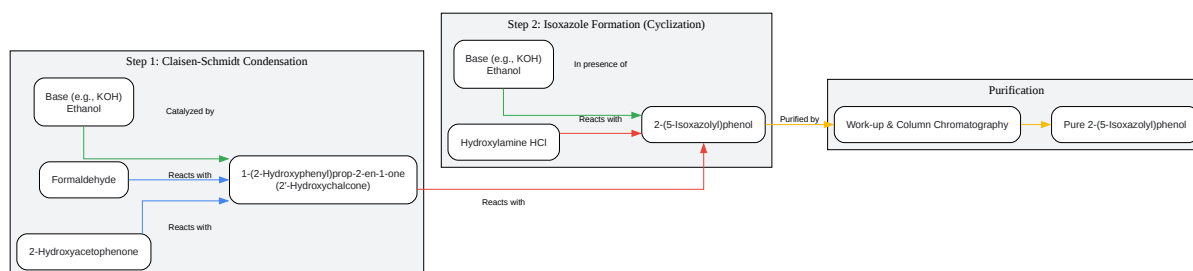 Step 1: Claisen-Schmidt Condensation
Base (e.g., KOH)
Ethanol
Catalyzed by
Formaldehyde
Reacts with
1-(2-Hydroxyphenyl)prop-2-en-1-one
(2'-Hydroxychalcone)
Reacts with
2-Hydroxyacetophenone
Reacts with
Step 2: Isoxazole Formation (Cyclization)
Base (e.g., KOH)
Ethanol
In presence of
Hydroxylamine HCl
Reacts with
2-(5-Isoxazolyl)phenol
Purified by
Purification
Work-up & Column Chromatography
Pure 2-(5-Isoxazolyl)phenol